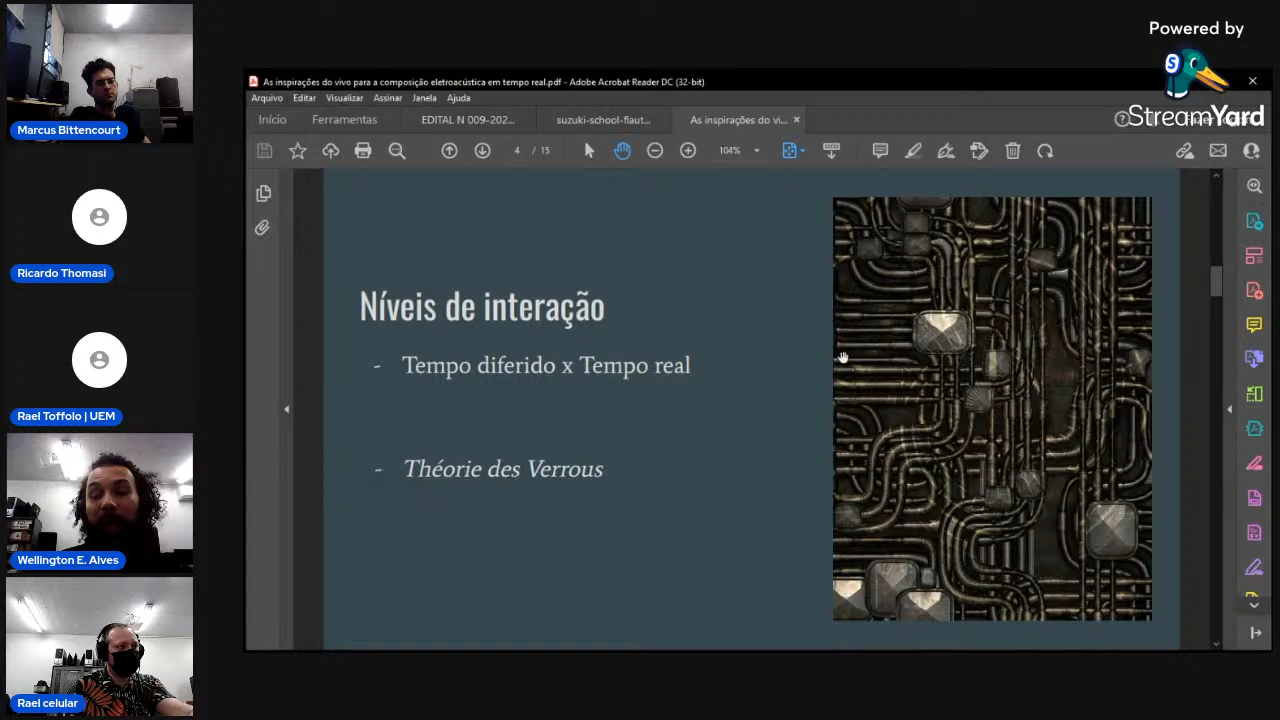 Powered by
S
StreamYard
Marcus Bittencourt
Ricardo Thomasi
Rael Toffolo | UEM
Wellington E. Alves
Rael celular
As inspirações do vivo para a composição eletroacústica em tempo real.pdf - Adobe Acrobat Reader DC (32-bit)
Arquivo Editar Visualizar Assinar Janela Ajuda
Início Ferramentas EDITAL N 009-202... suzuki-school-flaut... As inspirações do vi...
4 / 15 104%
Níveis de interação
- Tempo diferido x Tempo real
- Théorie des Verrous